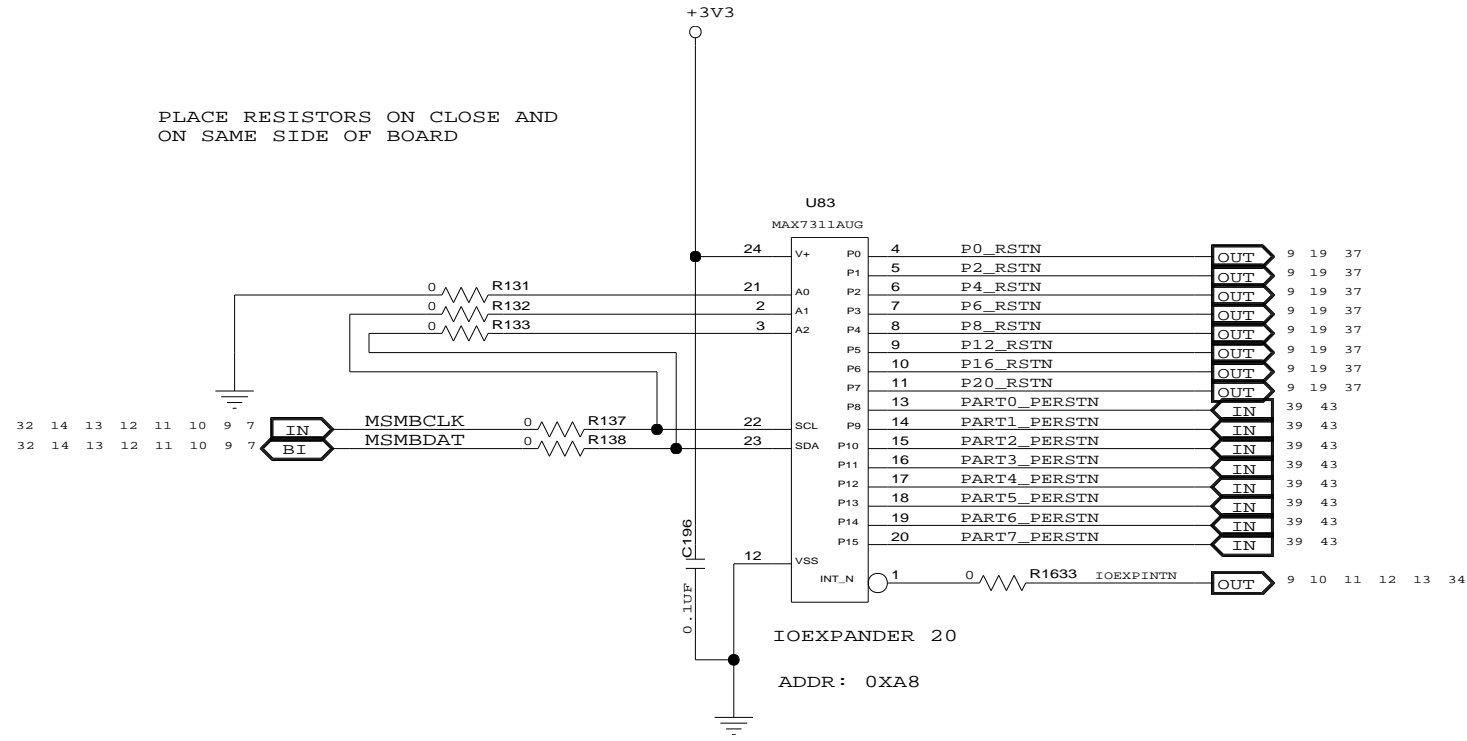 +3V3
PLACE RESISTORS ON CLOSE AND
ON SAME SIDE OF BOARD
U83
MAX7311AUG
24 V+ P0 4 P0_RSTN OUT 9 19 37
P1 5 P2_RSTN OUT 9 19 37
0 R131 21 A0 P2 6 P4_RSTN OUT 9 19 37
0 R132 2 A1 P3 7 P6_RSTN OUT 9 19 37
0 R133 3 A2 P4 8 P8_RSTN OUT 9 19 37
P5 9 P12_RSTN OUT 9 19 37
P6 10 P16_RSTN OUT 9 19 37
P7 11 P20_RSTN OUT 9 19 37
P8 13 PART0_PERSTN IN 39 43
32 14 13 12 11 10 9 7 IN MSMBCLK 0 R137 22 SCL P9 14 PART1_PERSTN IN 39 43
32 14 13 12 11 10 9 7 BI MSMBDAT 0 R138 23 SDA P10 15 PART2_PERSTN IN 39 43
P11 16 PART3_PERSTN IN 39 43
P12 17 PART4_PERSTN IN 39 43
P13 18 PART5_PERSTN IN 39 43
P14 19 PART6_PERSTN IN 39 43
P15 20 PART7_PERSTN IN 39 43
C196
0.1UF
12 VSS
INT_N 1 0 R1633 IOEXPINTN OUT 9 10 11 12 13 34
IOEXPANDER 20
ADDR: 0XA8